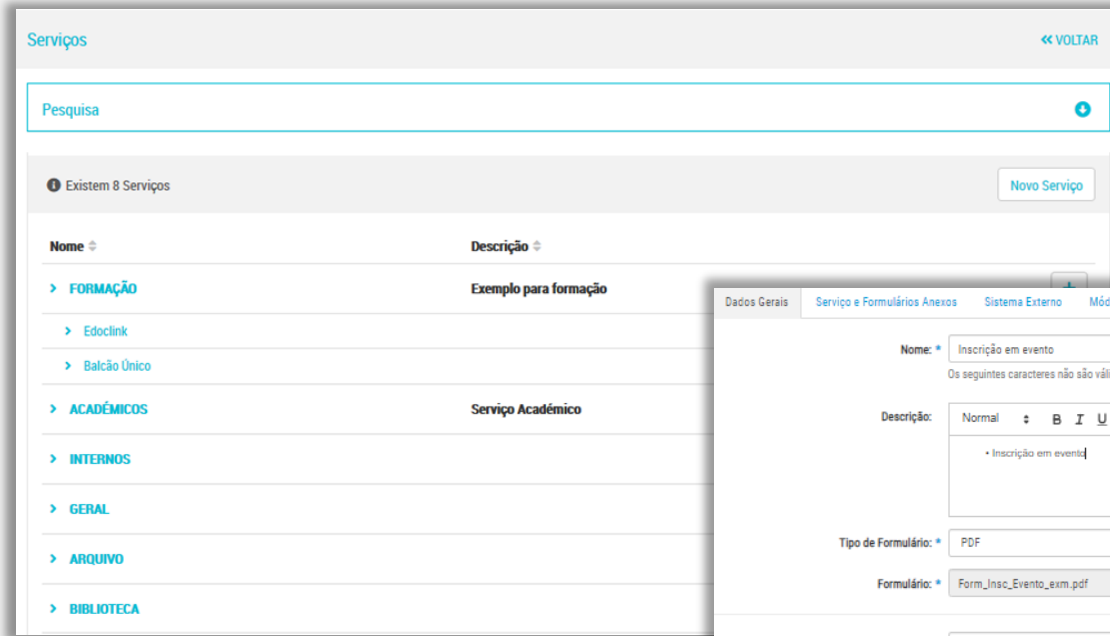 Serviços
VOLTAR
Pesquisa
Existem 8 Serviços
Novo Serviço
Nome
Descrição
FORMAÇÃO
Exemplo para formação
Edoclink
Balcão Único
ACADÉMICOS
Serviço Académico
INTERNOS
GERAL
ARQUIVO
BIBLIOTECA
Dados Gerais
Serviço e Formulários Anexos
Sistema Externo
Mód
Nome: *
Inscrição em evento
Os seguintes caracteres não são váli
Descrição:
Normal
B I U
• Inscrição em evento
Tipo de Formulário: *
PDF
Formulário: *
Form_Insc_Evento_exm.pdf